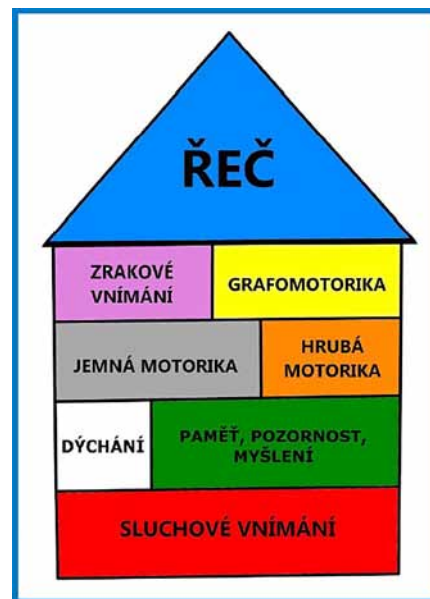 ŘEČ
ZRAKOVÉ
VNÍMÁNÍ
GRAFOMOTORIKA
JEMNÁ MOTORIKA
HRUBÁ
MOTORIKA
DÝCHÁNÍ
PAMĚŤ, POZORNOST,
MYŠLENÍ
SLUCHOVÉ VNÍMÁNÍ